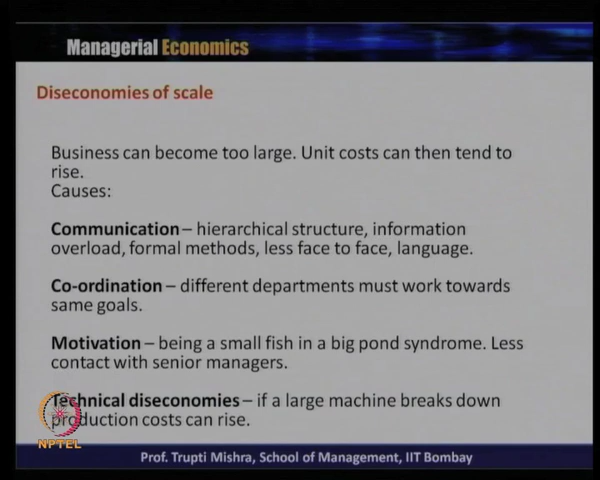 Managerial Economics
Diseconomies of scale
Business can become too large. Unit costs can then tend to
rise.
Causes:
Communication – hierarchical structure, information
overload, formal methods, less face to face, language.
Co-ordination – different departments must work towards
same goals.
Motivation – being a small fish in a big pond syndrome. Less
contact with senior managers.
Technical diseconomies – if a large machine breaks down
production costs can rise.
NPTEL
Prof. Trupti Mishra, School of Management, IIT Bombay